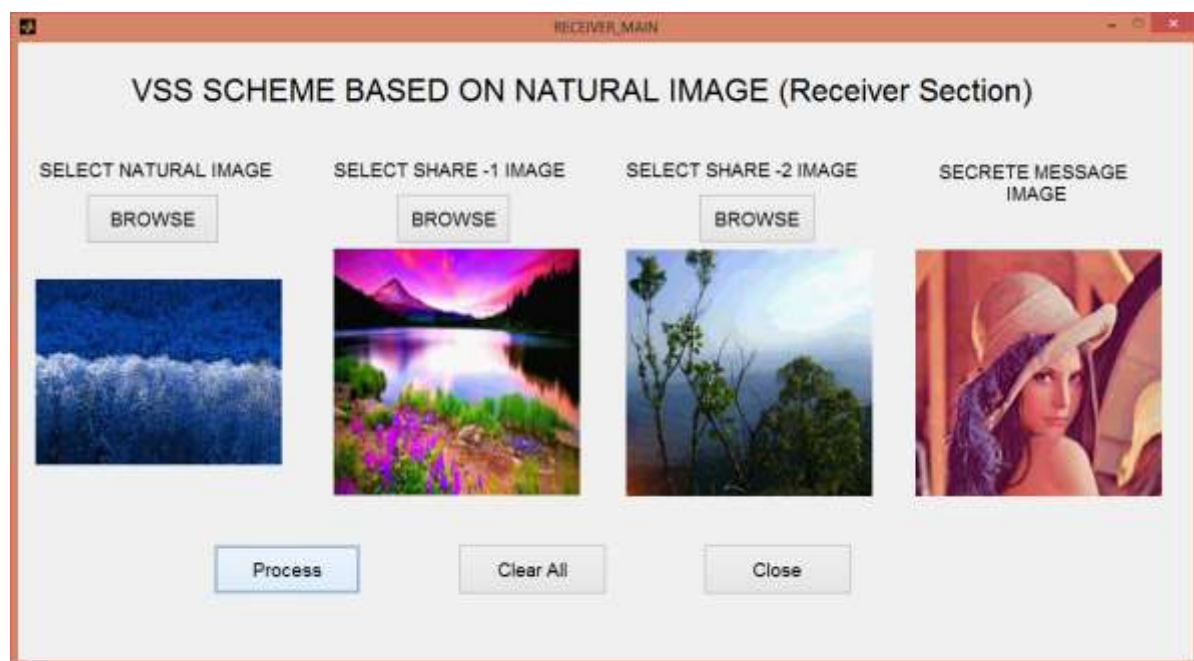 RECEIVER_MAIN
VSS SCHEME BASED ON NATURAL IMAGE (Receiver Section)
SELECT NATURAL IMAGE
BROWSE
SELECT SHARE -1 IMAGE
BROWSE
SELECT SHARE -2 IMAGE
BROWSE
SECRETE MESSAGE
IMAGE
Process
Clear All
Close